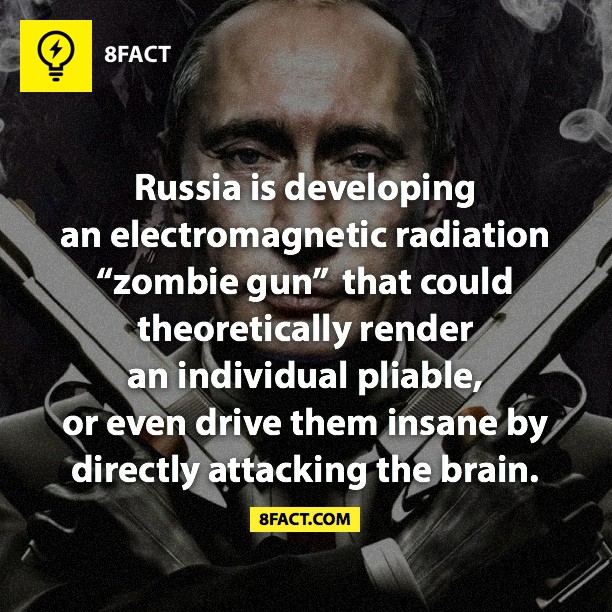 8FACT
Russia is developing
an electromagnetic radiation
“zombie gun” that could
theoretically render
an individual pliable,
or even drive them insane by
directly attacking the brain.
8FACT.COM